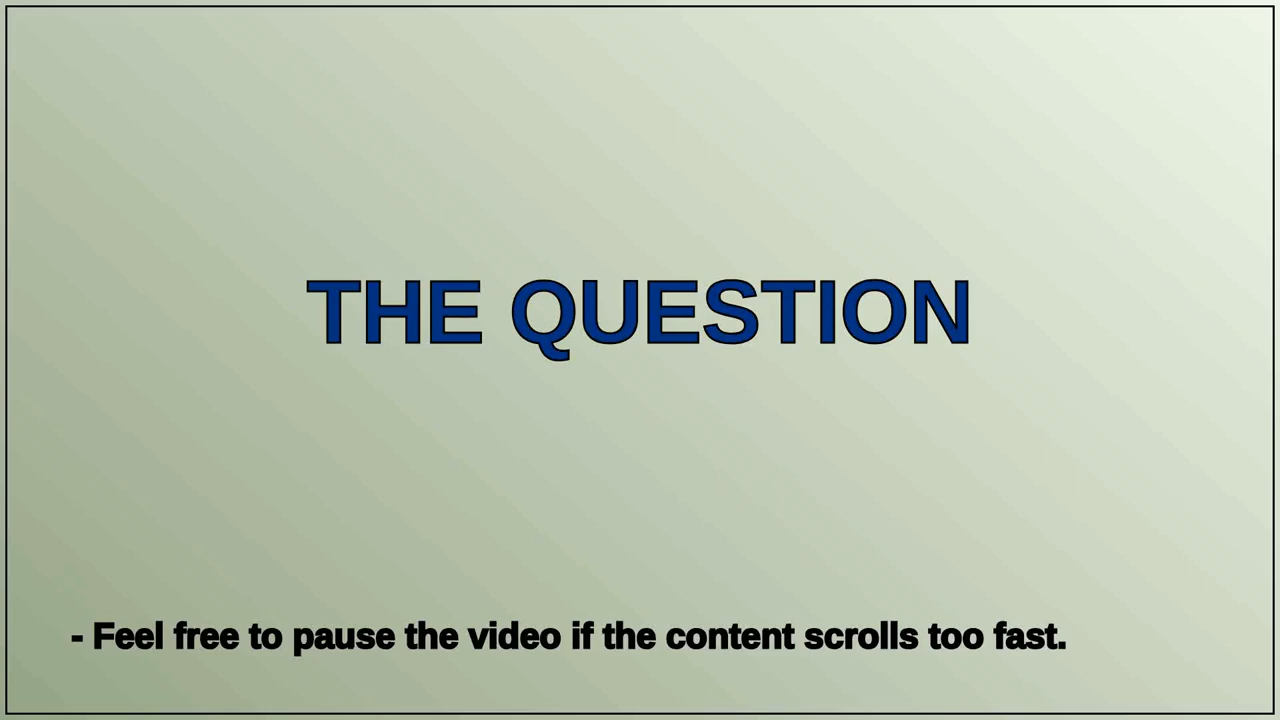 THE QUESTION
- Feel free to pause the video if the content scrolls too fast.